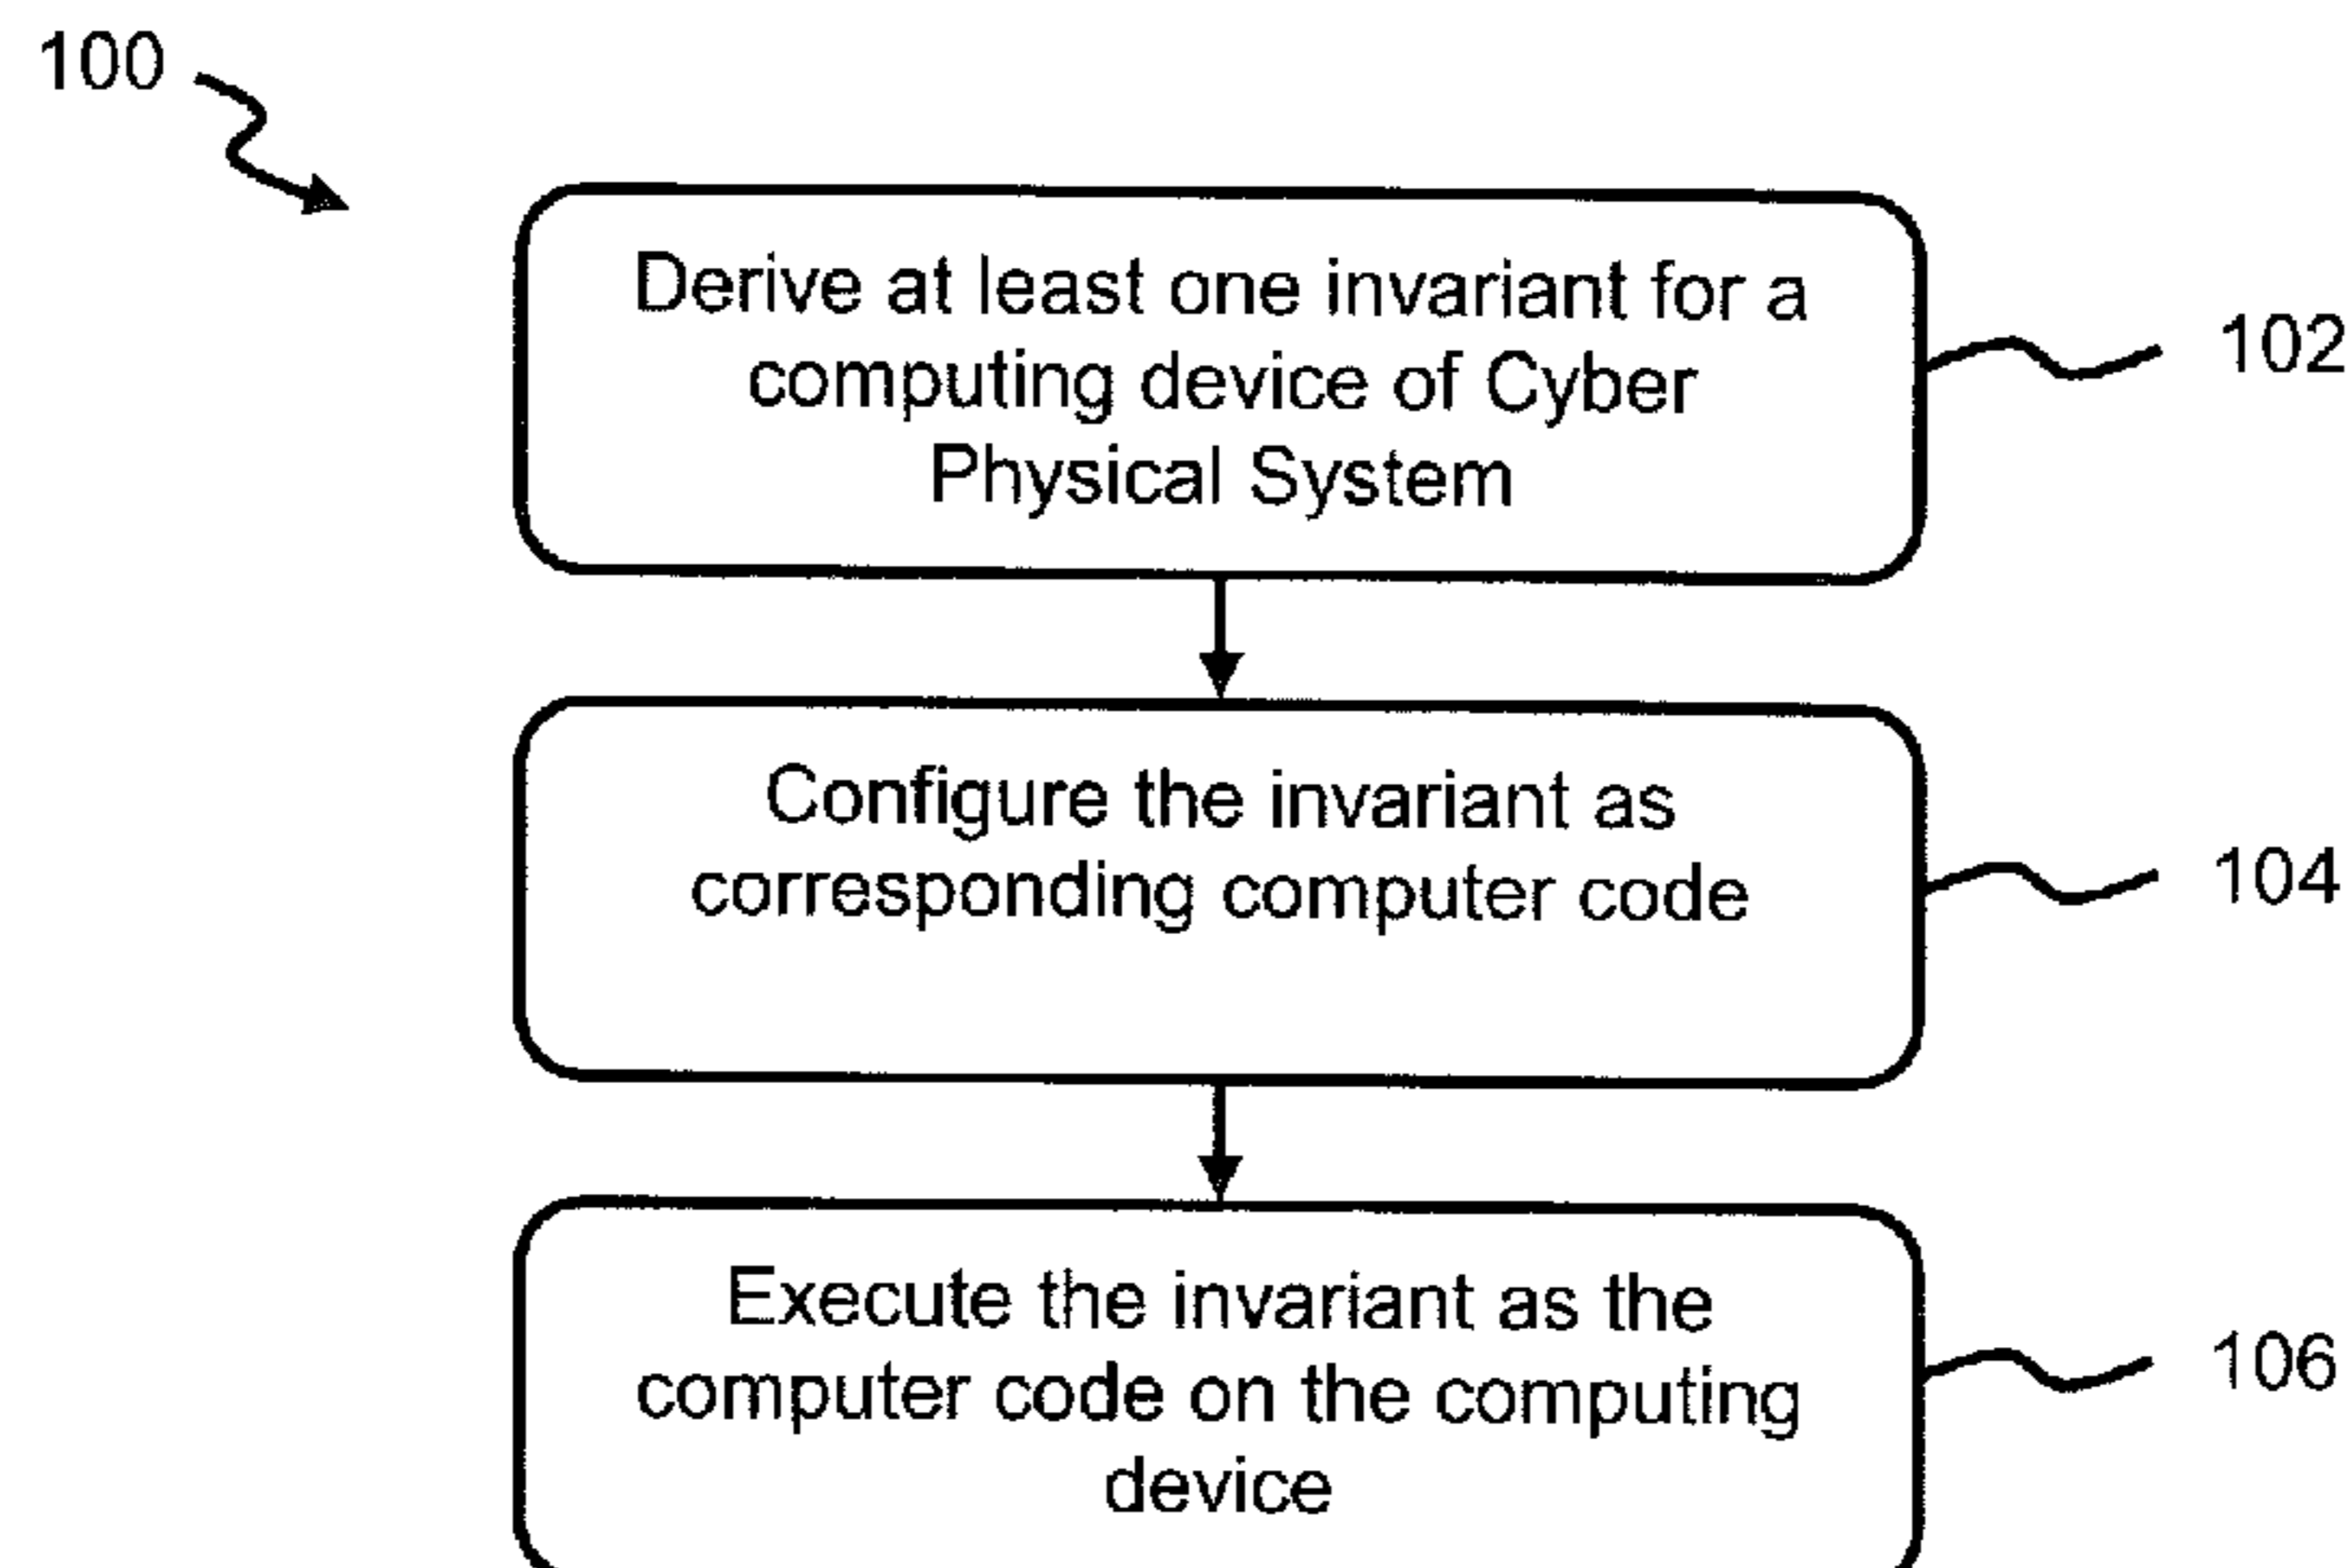 100
Derive at least one invariant for a
computing device of Cyber
Physical System
102
Configure the invariant as
corresponding computer code
104
Execute the invariant as the
computer code on the computing
device
106